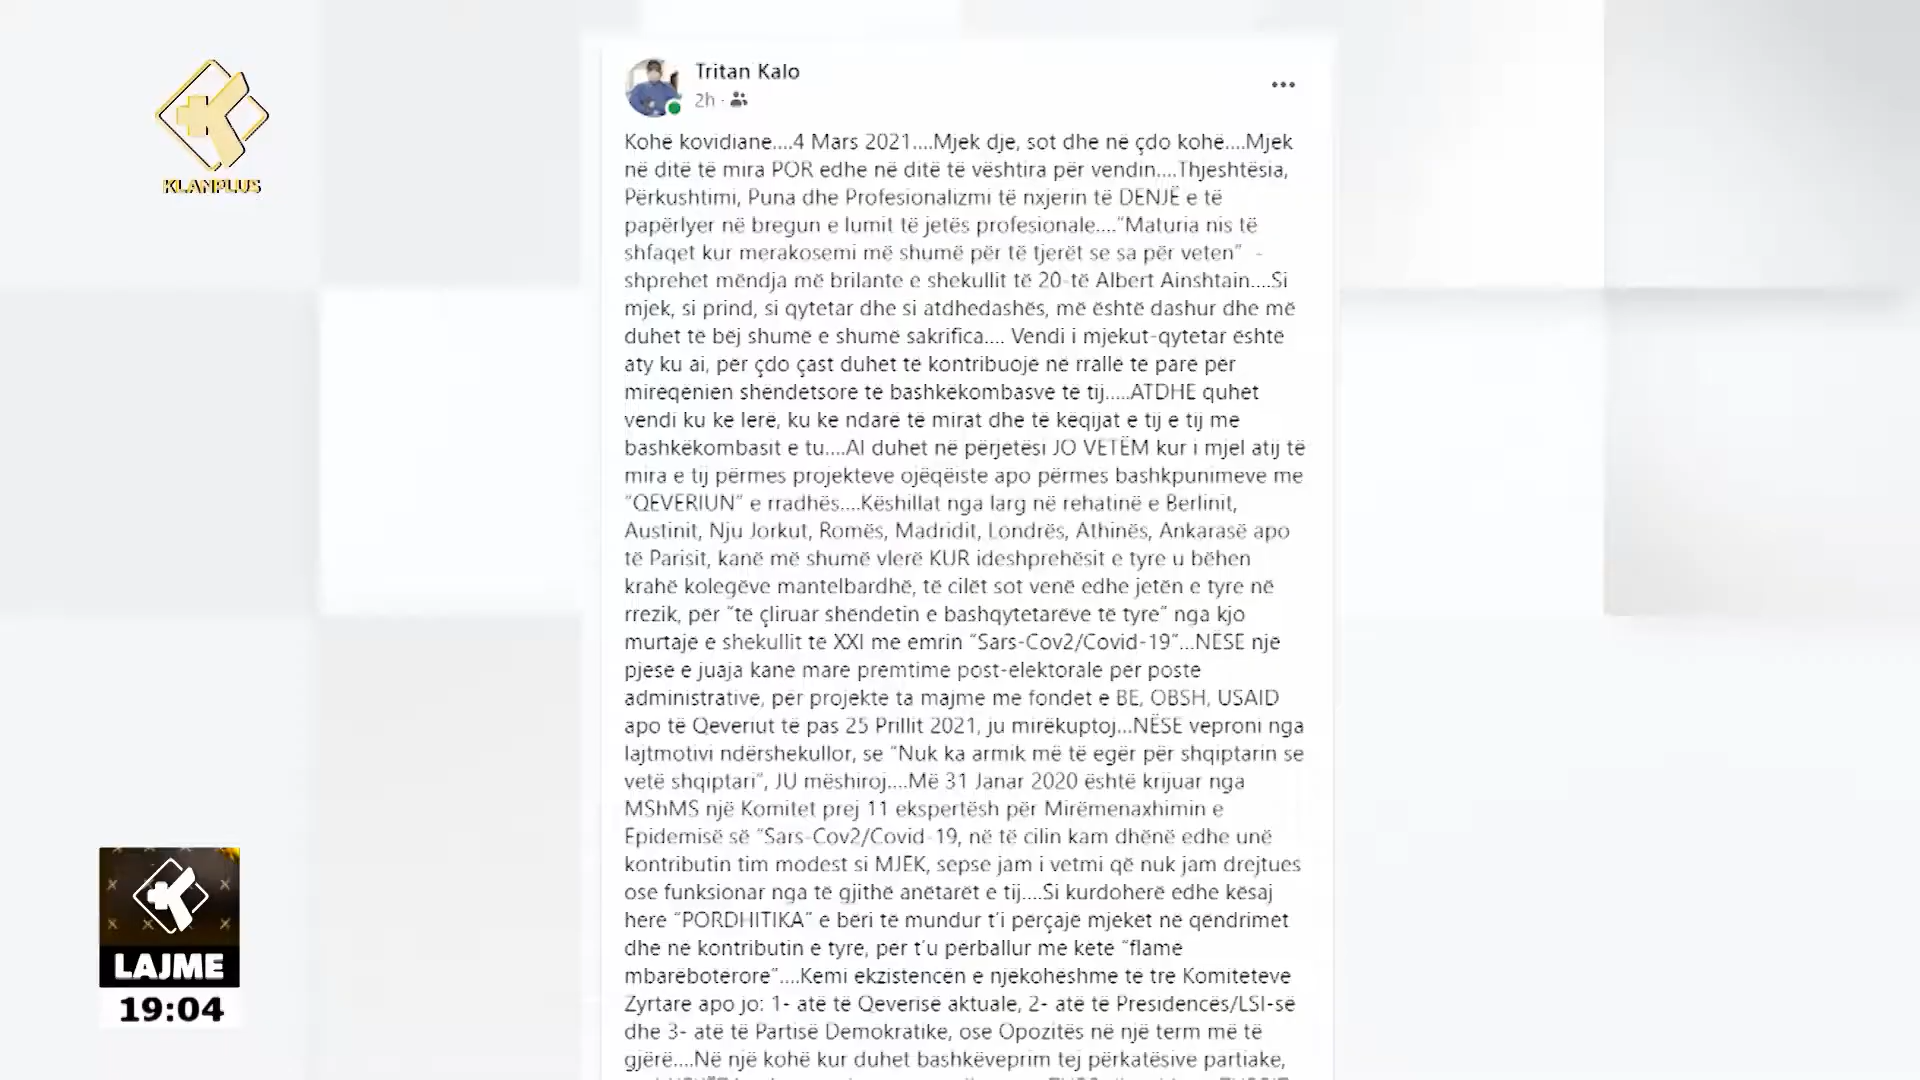 KLANPLUS
Tritan Kalo
2h ·
Kohë kovidiane....4 Mars 2021....Mjek dje, sot dhe në çdo kohë....Mjek
në ditë të mira POR edhe në ditë të vështira për vendin....Thjeshtësia,
Përkushtimi, Puna dhe Profesionalizmi të nxjerin të DENJË e të
papërlyer në bregun e lumit të jetës profesionale....“Maturia nis të
shfaqet kur merakosemi më shumë për të tjerët se sa për veten” -
shprehet mëndja më brilante e shekullit të 20-të Albert Ainshtain....Si
mjek, si prind, si qytetar dhe si atdhedashës, më është dashur dhe më
duhet të bëj shumë e shumë sakrifica.... Vendi i mjekut-qytetar është
aty ku ai, për çdo çast duhet të kontribuojë në rrallë të parë për
mirëqënien shëndetsore të bashkëkombasve të tij.....ATDHE quhet
vendi ku ke lerë, ku ke ndarë të mirat dhe të këqijat e tij e tij me
bashkëkombasit e tu....AI duhet në përjetësi JO VETËM kur i mjel atij të
mira e tij përmes projekteve ojëqëiste apo përmes bashkpunimeve me
“QEVERIUN” e rradhës....Këshillat nga larg në rehatinë e Berlinit,
Austinit, Nju Jorkut, Romës, Madridit, Londrës, Athinës, Ankarasë apo
të Parisit, kanë më shumë vlerë KUR ideshprehësit e tyre u bëhen
krahë kolegëve mantelbardhë, të cilët sot venë edhe jetën e tyre në
rrezik, për “të çliruar shëndetin e bashqytetarëve të tyre” nga kjo
murtajë e shekullit të XXI me emrin “Sars-Cov2/Covid-19”...NËSE një
pjesë e juaja kanë marë premtime post-elektorale për poste
administrative, për projekte ta majme me fondet e BE, OBSH, USAID
apo të Qeveriut të pas 25 Prillit 2021, ju mirëkuptoj...NËSE veproni nga
lajtmotivi ndërshekullor, se “Nuk ka armik më të egër për shqiptarin se
vetë shqiptari”, JU mëshiroj....Më 31 Janar 2020 është krijuar nga
MShMS një Komitet prej 11 ekspertësh për Mirëmenaxhimin e
Epidemisë së “Sars-Cov2/Covid-19, në të cilin kam dhënë edhe unë
kontributin tim modest si MJEK, sepse jam i vetmi që nuk jam drejtues
ose funksionar nga të gjithë anëtarët e tij....Si kurdoherë edhe kësaj
here “PORDHITIKA” e bëri të mundur t’i përçajë mjekët në qëndrimet
dhe në kontributin e tyre, për t’u përballur me këtë “flamë
mbarëbotërore”....Kemi ekzistencën e njëkohëshme të tre Komiteteve
Zyrtare apo jo: 1- atë të Qeverisë aktuale, 2- atë të Presidencës/LSI-së
dhe 3- atë të Partisë Demokratike, ose Opozitës në një term më të
gjërë....Në një kohë kur duhet bashkëveprim tej përkatësive partiake,
LAJME
19:04